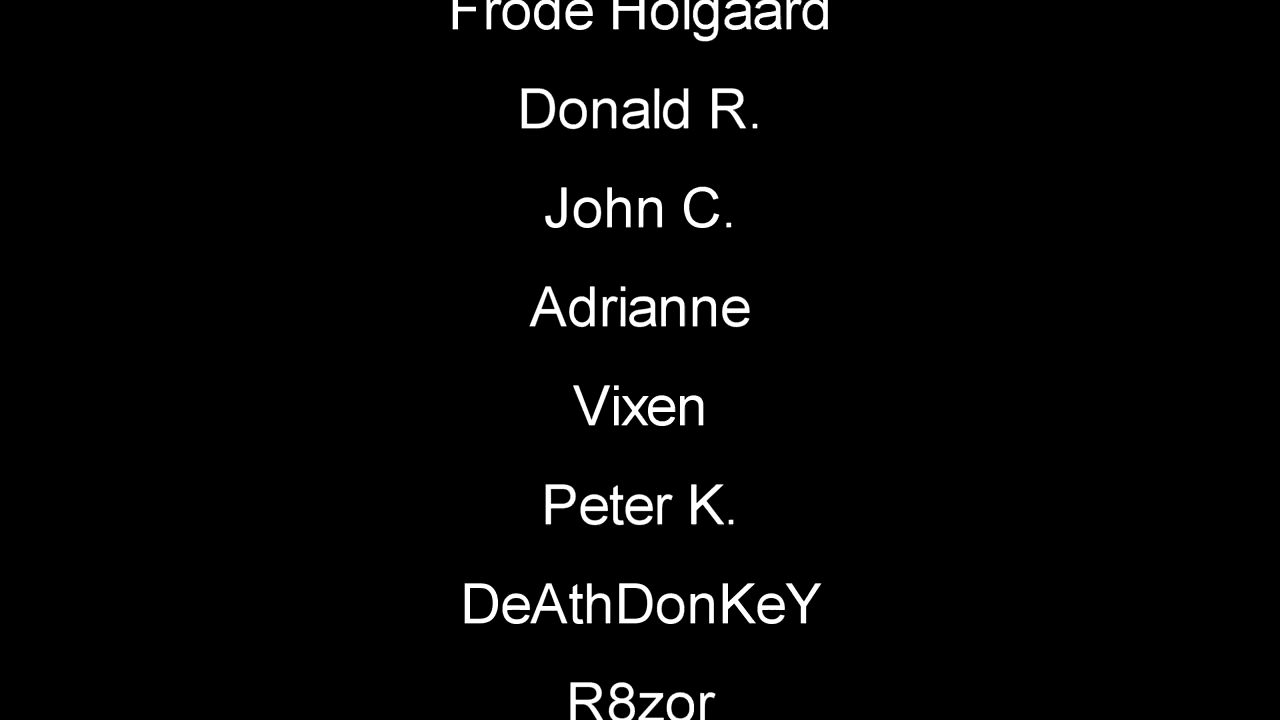 Frode Holgaard
Donald R.
John C.
Adrianne
Vixen
Peter K.
DeAthDonKeY
R8zor